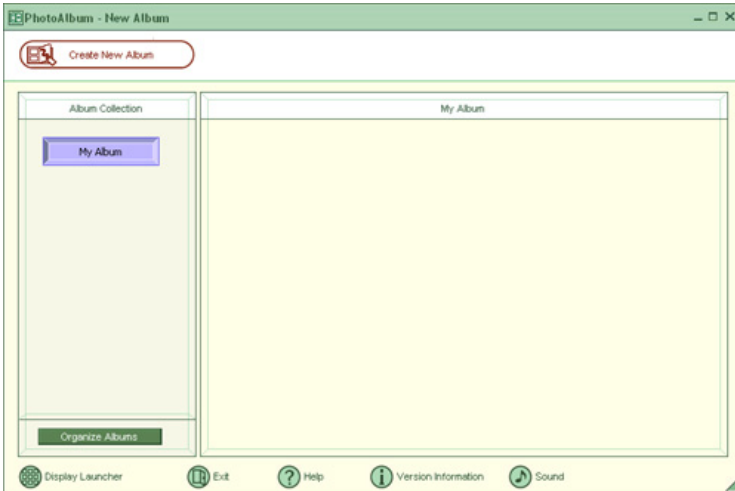 PhotoAlbum - New Album
Create New Album
Album Collection
My Album
My Album
Organize Albums
Display Launcher
Exit
Help
Version Information
Sound